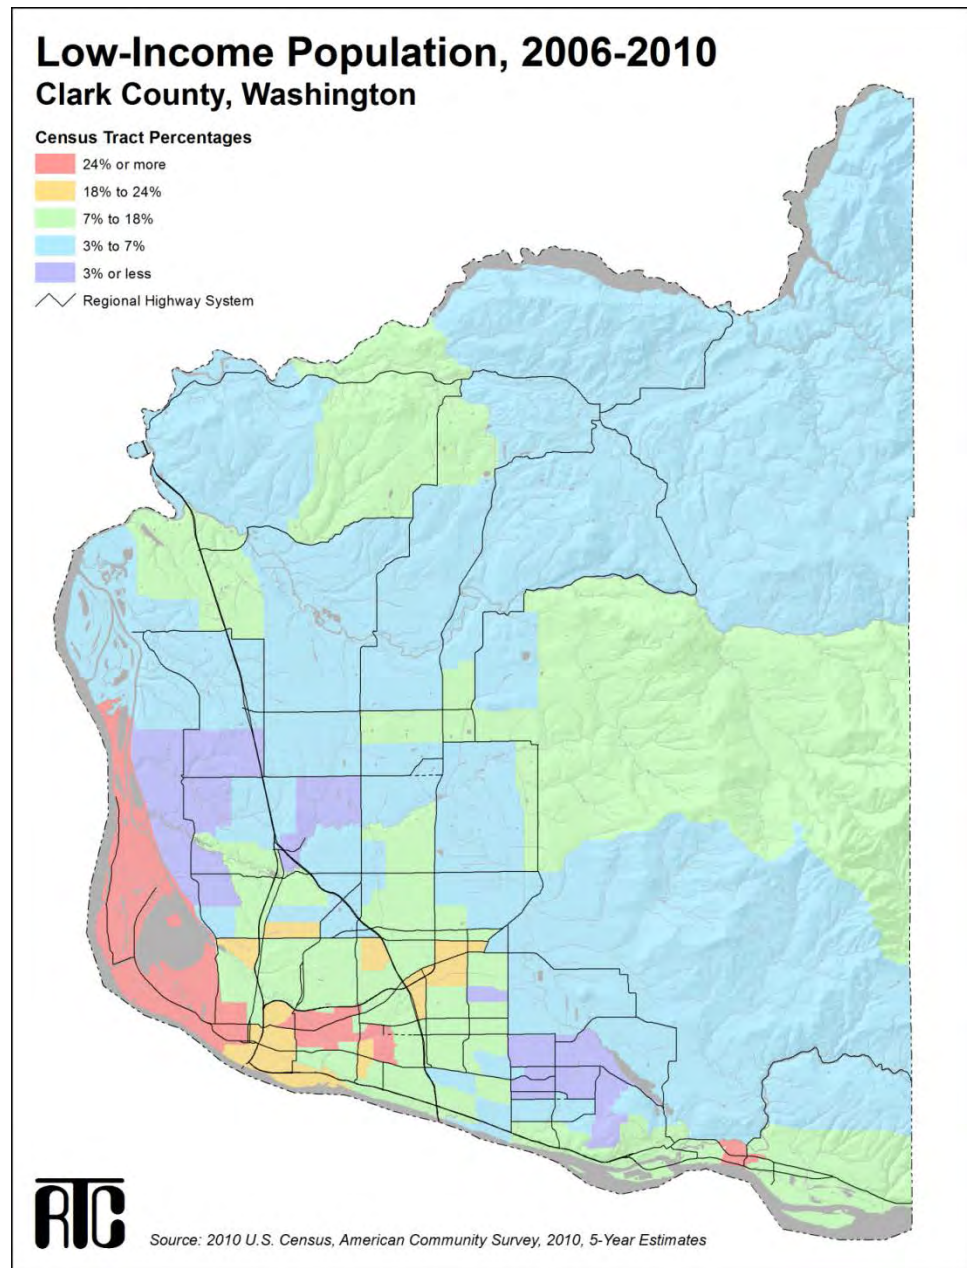 Low-Income Population, 2006-2010
Clark County, Washington
Census Tract Percentages
24% or more
18% to 24%
7% to 18%
3% to 7%
3% or less
Regional Highway System
RTC
Source: 2010 U.S. Census, American Community Survey, 2010, 5-Year Estimates